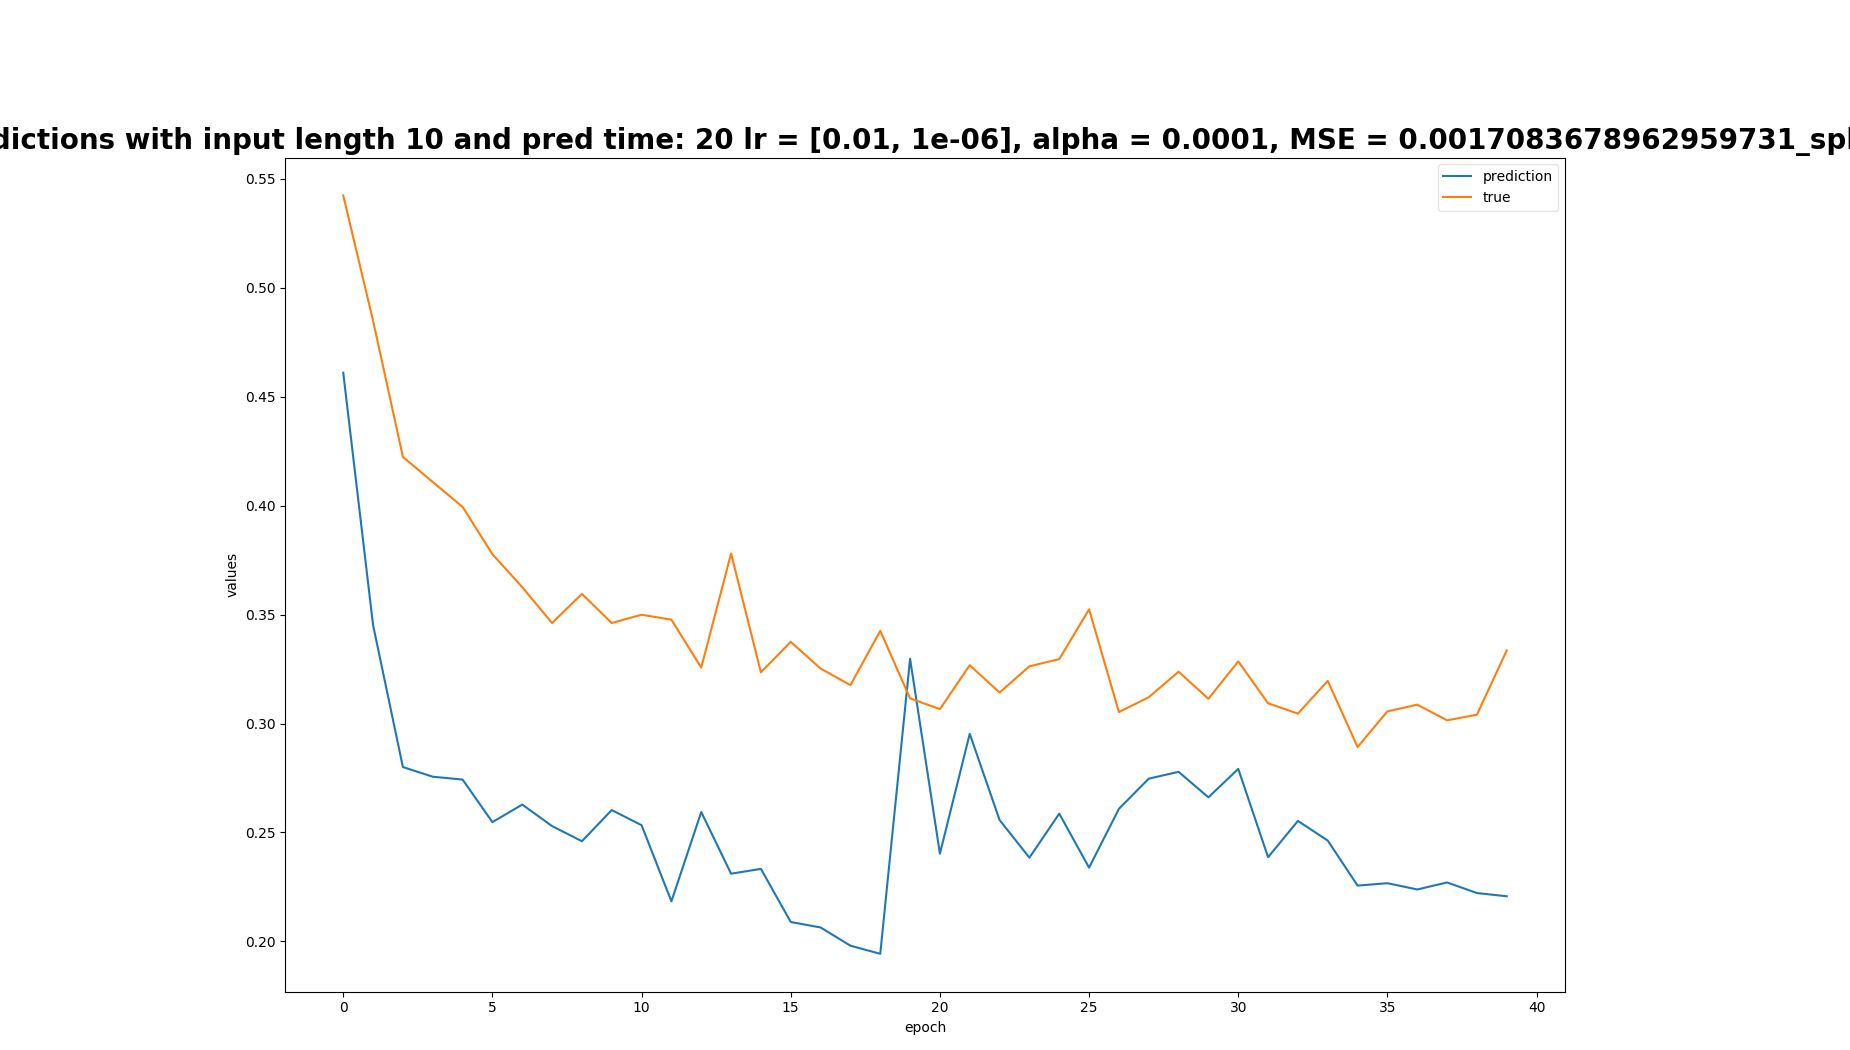 dictions with input length 10 and pred time: 20 lr = [0.01, 1e-06], alpha = 0.0001, MSE = 0.0017083678962959731_spl
prediction
true
0.55
0.50
0.45
0.40
0.35
0.30
0.25
0.20
values
0 5 10 15 20 25 30 35 40
epoch